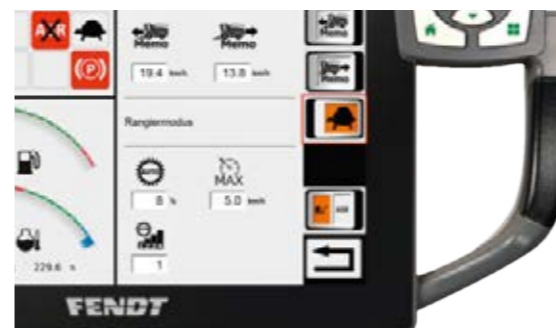 A R
Memo Memo Memo
(P)
19.4 km/h 13.8 km/h
Memo
Rangiermodus
AUTO
MAX
8 % 5.0 km/h
1
229.6
FENDT